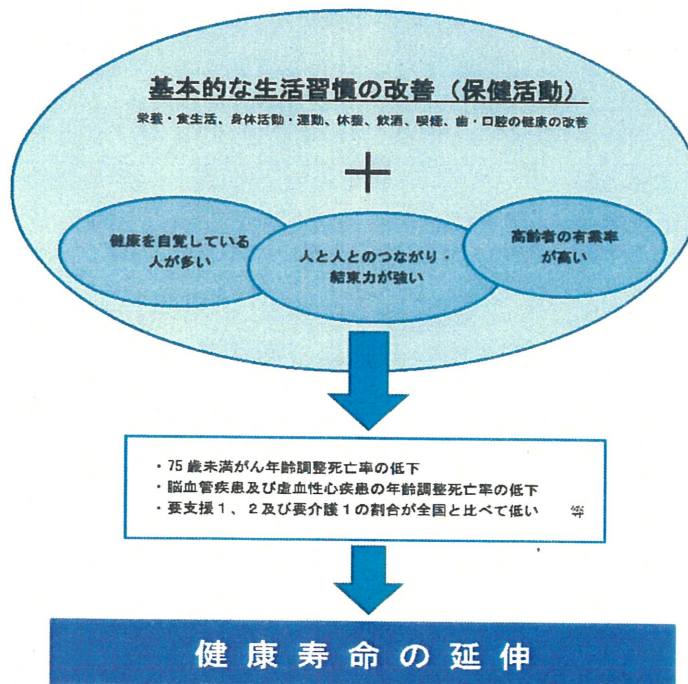 基本的な生活習慣の改善（保健活動）
栄養・食生活、身体活動・運動、休養、飲酒、喫煙、歯・口腔の健康の改善
＋
健康を自覚している
人が多い
人と人とのつながり・
結束力が強い
高齢者の有業率
が高い
・75歳未満がん年齢調整死亡率の低下
・脳血管疾患及び虚血性心疾患の年齢調整死亡率の低下
・要支援１、２及び要介護１の割合が全国と比べて低い　等
健康寿命の延伸